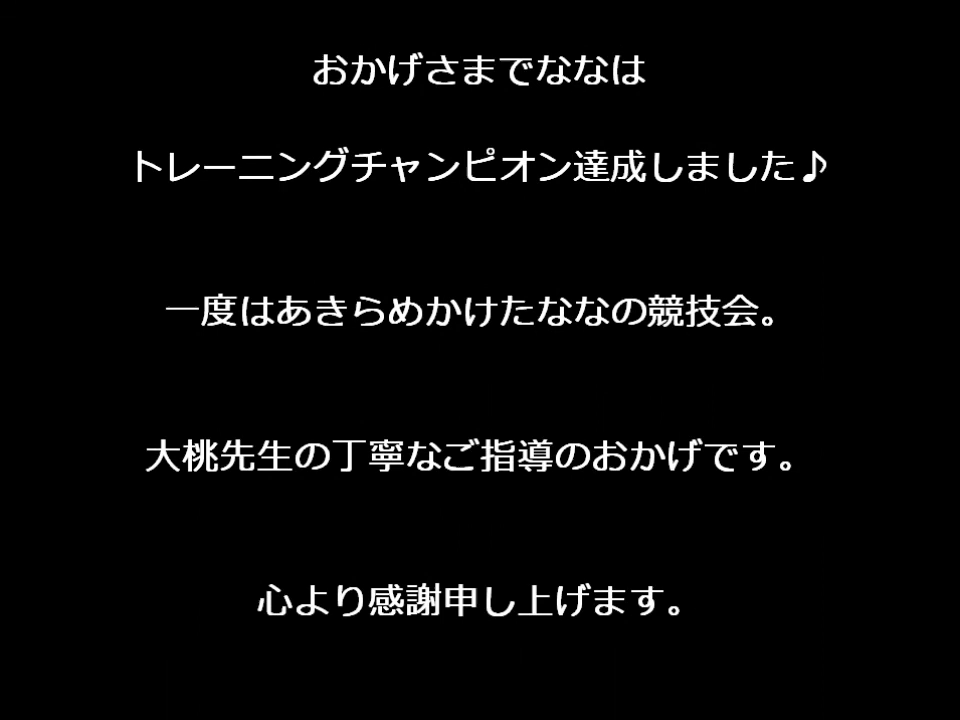 おかげさまでななは
トレーニングチャンピオン達成しました♪
一度はあきらめかけたななの競技会。
大桃先生の丁寧なご指導のおかげです。
心より感謝申し上げます。